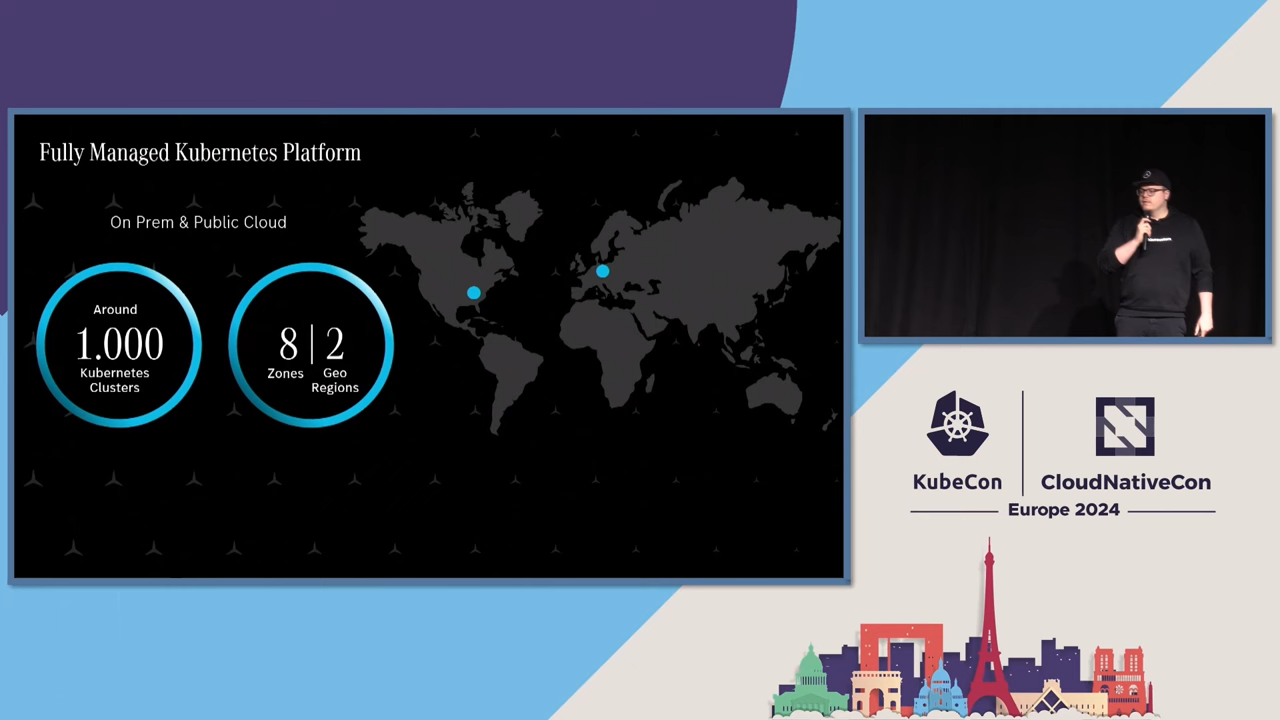 Fully Managed Kubernetes Platform
On Prem & Public Cloud
Around
1.000
Kubernetes
Clusters
8 | 2
Zones Geo
Regions
KubeCon
CloudNativeCon
Europe 2024